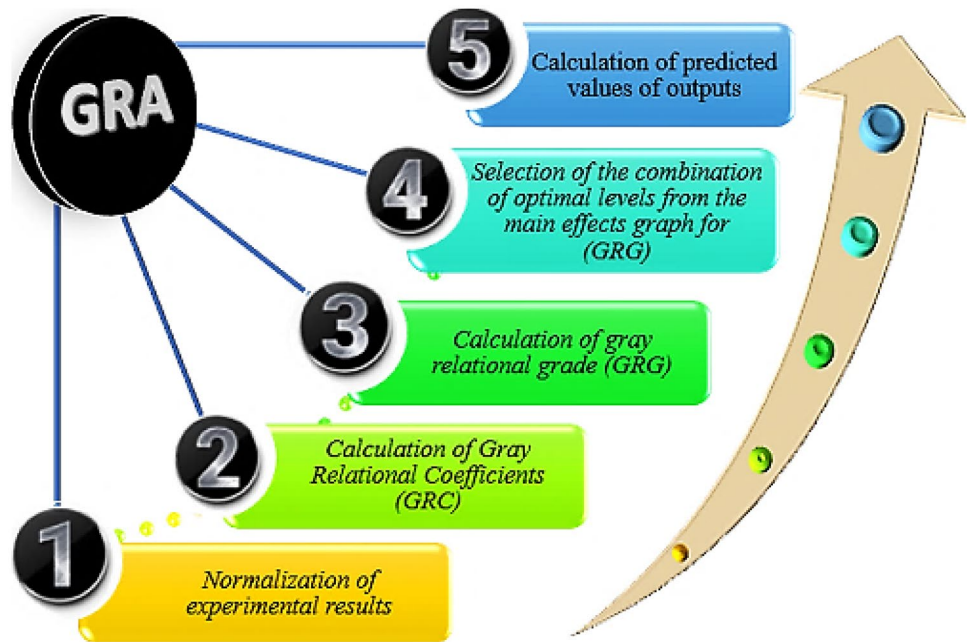 GRA
5
Calculation of predicted
values of outputs
4
Selection of the combination
of optimal levels from the
main effects graph for
(GRG)
3
Calculation of gray
relational grade (GRG)
2
Calculation of Gray
Relational Coefficients
(GRC)
1
Normalization of
experimental results